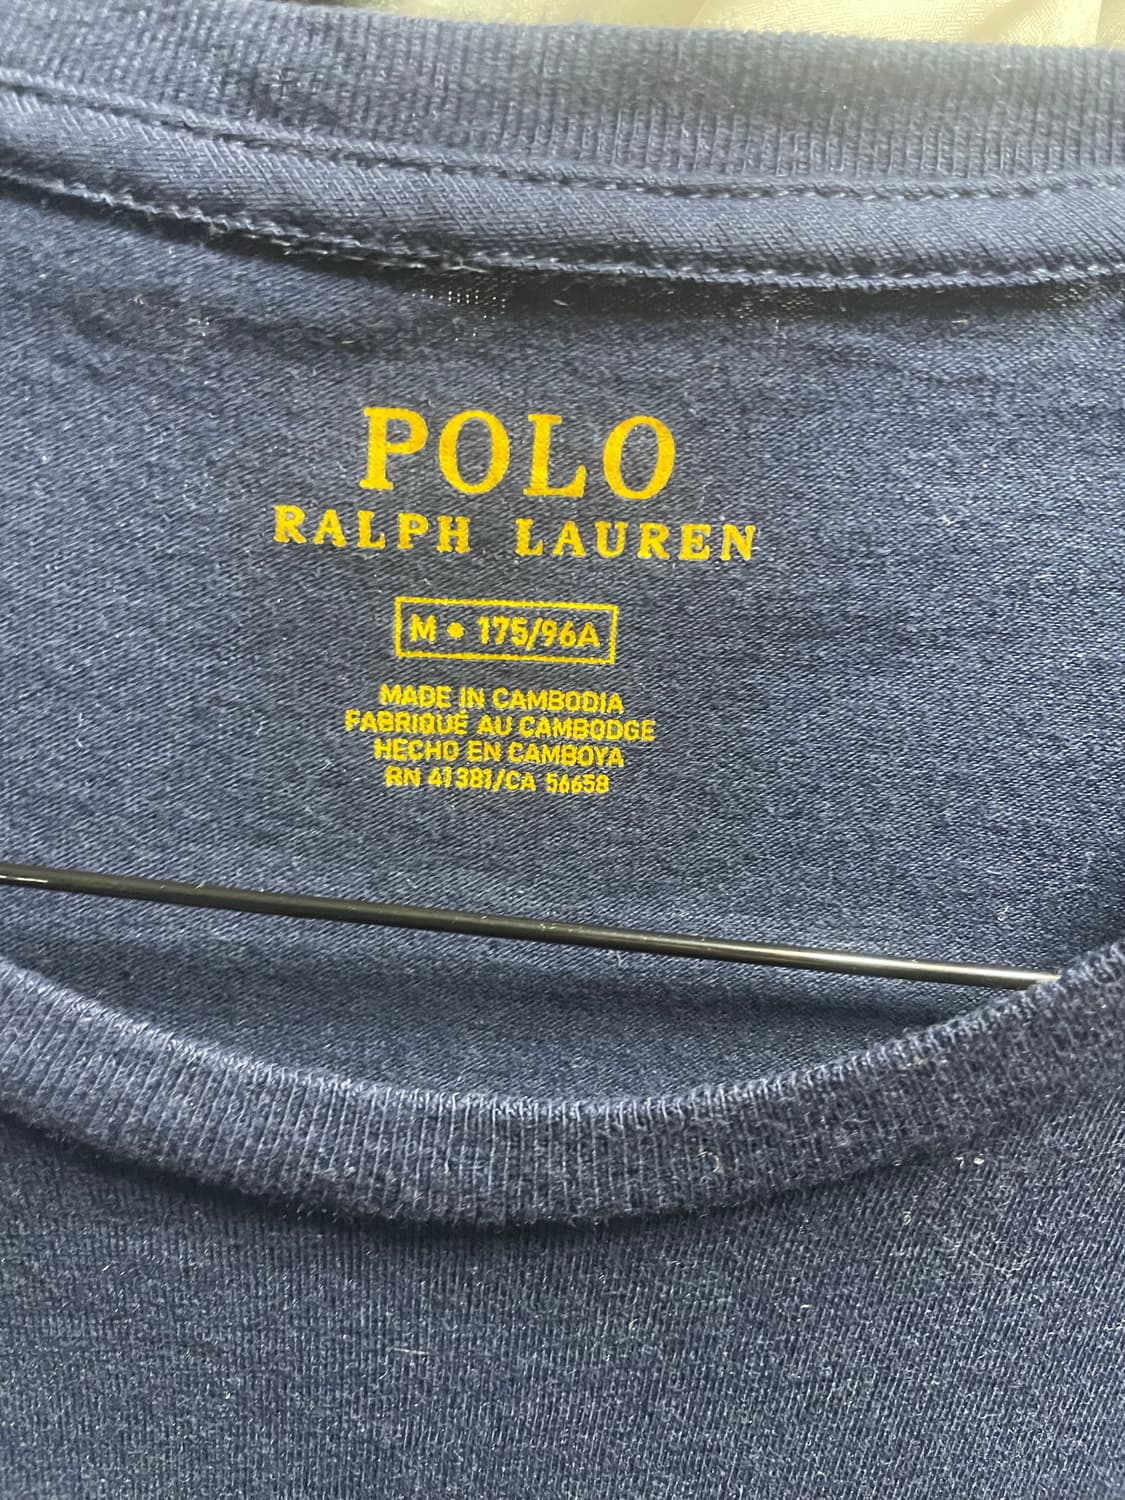 POLO
RALPH LAUREN
M • 175/96A
MADE IN CAMBODIA
FABRIQUÉ AU CAMBODGE
HECHO EN CAMBOYA
RN 41381/CA 56658